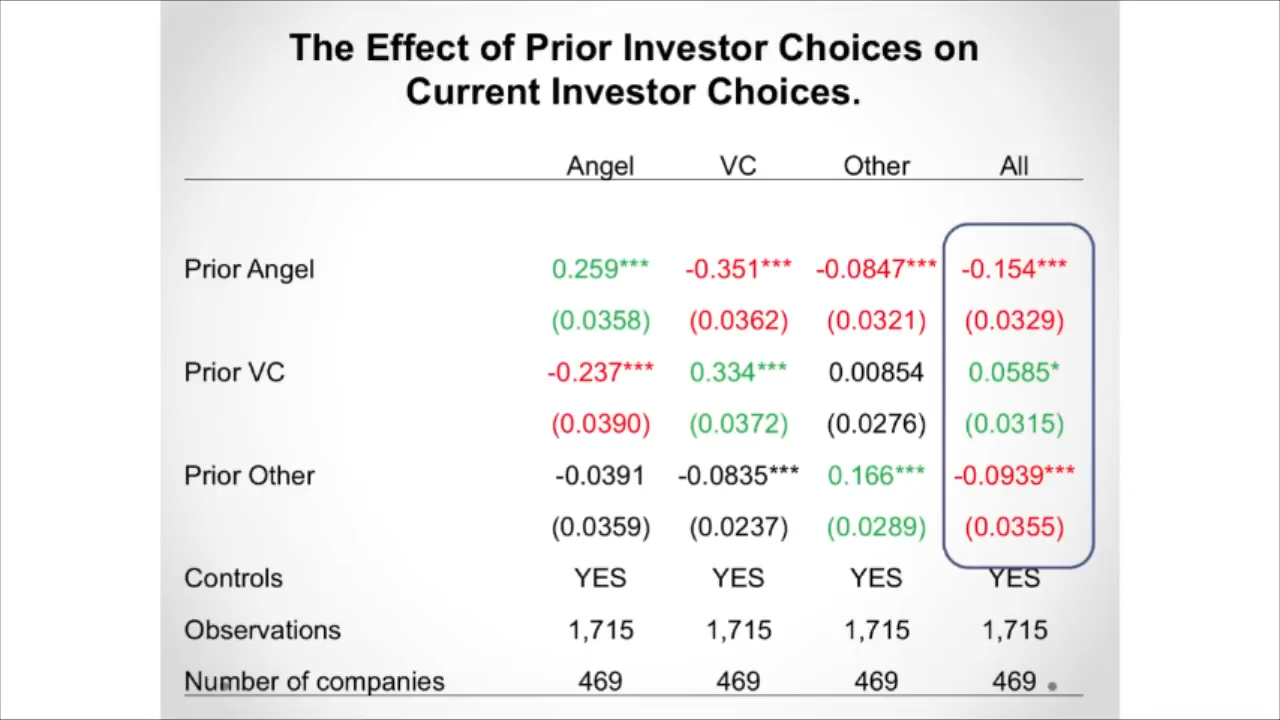 The Effect of Prior Investor Choices on
Current Investor Choices.
Angel VC Other All
Prior Angel 0.259*** -0.351*** -0.0847*** -0.154***
(0.0358) (0.0362) (0.0321) (0.0329)
Prior VC -0.237*** 0.334*** 0.00854 0.0585*
(0.0390) (0.0372) (0.0276) (0.0315)
Prior Other -0.0391 -0.0835*** 0.166*** -0.0939***
(0.0359) (0.0237) (0.0289) (0.0355)
Controls YES YES YES YES
Observations 1,715 1,715 1,715 1,715
Number of companies 469 469 469 469